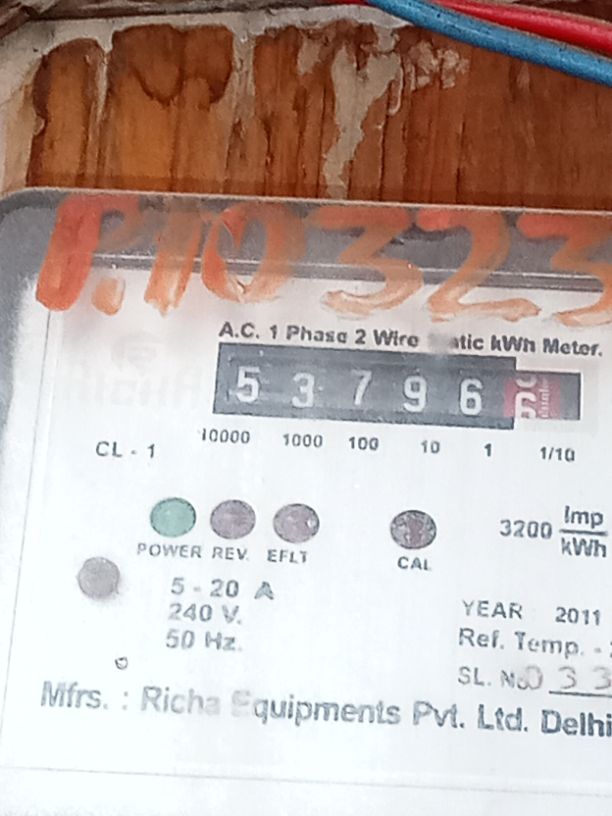 P.10323
A.C. 1 Phase 2 Wire atic kWh Meter.
5 3 7 9 6
10000 1000 100 10 1 1/10
CL - 1
3200 Imp/kWh
POWER REV. EFLT CAL
5 - 20 A
240 V.
50 Hz.
YEAR 2011
Ref. Temp. -
SL. No. 033
Mfrs. : Richa Equipments Pvt. Ltd. Delhi